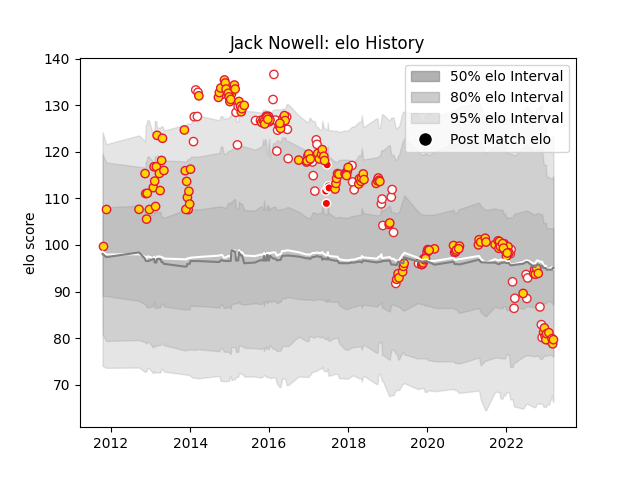 Jack Nowell: elo History
50% elo Interval
80% elo Interval
95% elo Interval
Post Match elo
elo score
140
130
120
110
100
90
80
70
2012
2014
2016
2018
2020
2022